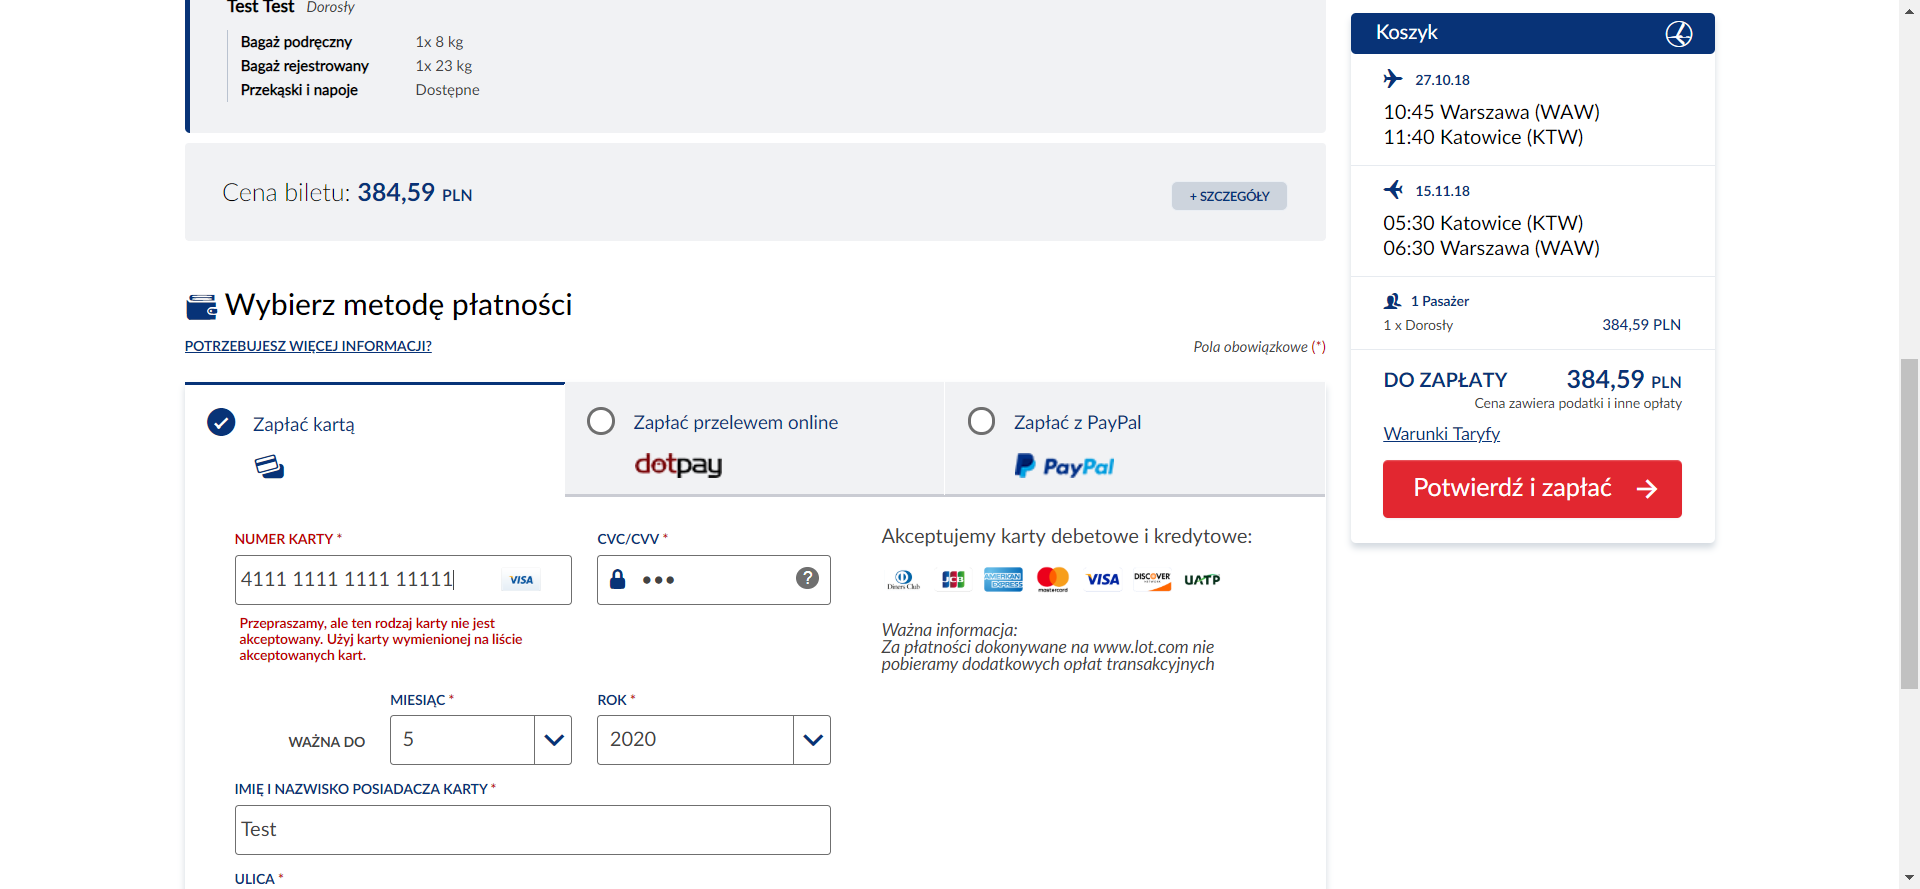 Test Test Dorosły
Bagaż podręczny 1x 8 kg
Bagaż rejestrowany 1x 23 kg
Przekąski i napoje Dostępne
Cena biletu: 384,59 PLN
+ SZCZEGÓŁY
Wybierz metodę płatności
POTRZEBUJESZ WIĘCEJ INFORMACJI?
Pola obowiązkowe (*)
Zapłać kartą
Zapłać przelewem online
dotpay
Zapłać z PayPal
PayPal
NUMER KARTY *
4111 1111 1111 11111
VISA
Przepraszamy, ale ten rodzaj karty nie jest
akceptowany. Użyj karty wymienionej na liście
akceptowanych kart.
CVC/CVV *
•••
?
Akceptujemy karty debetowe i kredytowe:
Diners Club JCB AMERICAN EXPRESS mastercard VISA DISCOVER UATP
Ważna informacja:
Za płatności dokonywane na www.lot.com nie
pobieramy dodatkowych opłat transakcyjnych
WAŻNA DO
MIESIĄC *
5
ROK *
2020
IMIĘ I NAZWISKO POSIADACZA KARTY *
Test
ULICA *
Koszyk
27.10.18
10:45 Warszawa (WAW)
11:40 Katowice (KTW)
15.11.18
05:30 Katowice (KTW)
06:30 Warszawa (WAW)
1 Pasażer
1 x Dorosły 384,59 PLN
DO ZAPŁATY 384,59 PLN
Cena zawiera podatki i inne opłaty
Warunki Taryfy
Potwierdź i zapłać